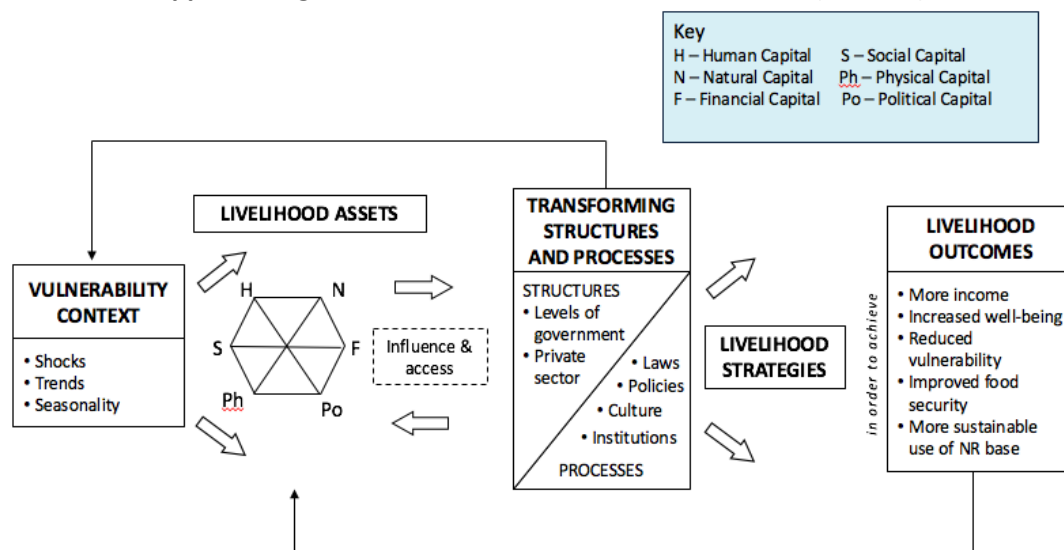 Key
H – Human Capital S – Social Capital
N – Natural Capital Ph – Physical Capital
F – Financial Capital Po – Political Capital
LIVELIHOOD ASSETS
TRANSFORMING
STRUCTURES
AND PROCESSES
LIVELIHOOD
OUTCOMES
VULNERABILITY
CONTEXT
• Shocks
• Trends
• Seasonality
H
N
S
F
Ph
Po
Influence &
access
STRUCTURES
• Levels of
government
• Private
sector
• Laws
• Policies
• Culture
• Institutions
PROCESSES
LIVELIHOOD
STRATEGIES
in order to achieve
• More income
• Increased well-being
• Reduced
vulnerability
• Improved food
security
• More sustainable
use of NR base